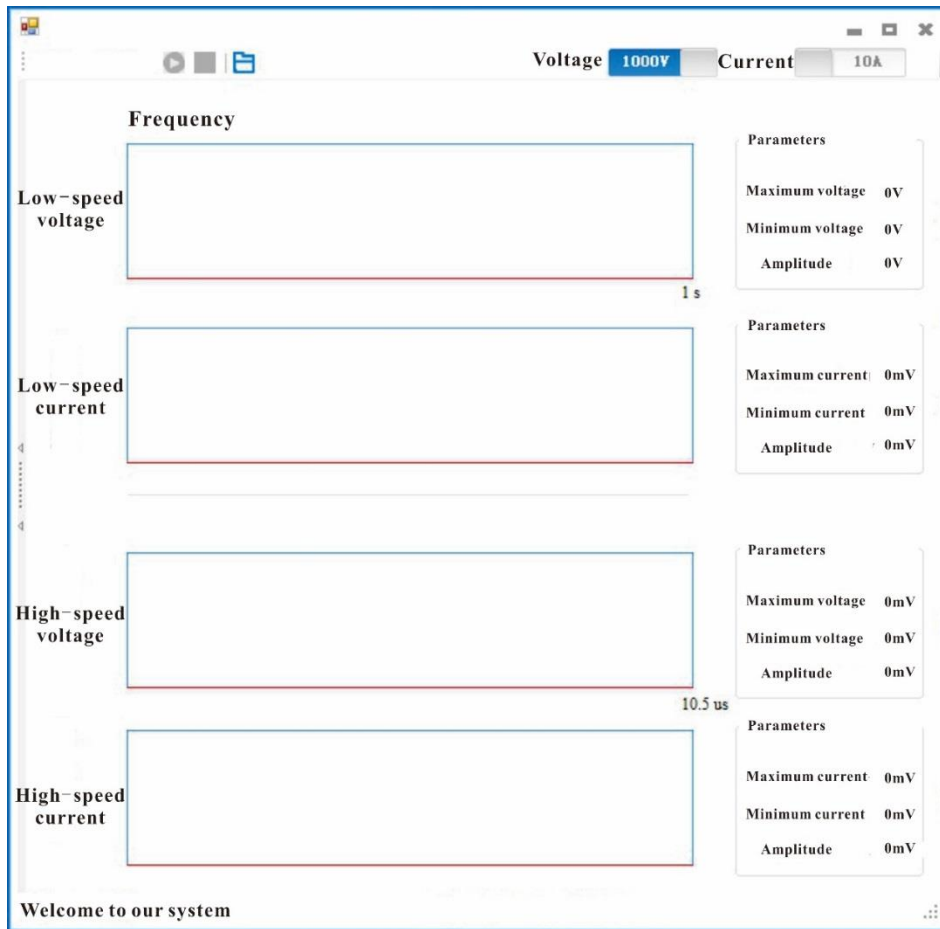 Voltage 1000V Current 10A
Frequency
Low-speed
voltage
Parameters
Maximum voltage 0V
Minimum voltage 0V
Amplitude 0V
1 s
Low-speed
current
Parameters
Maximum current 0mV
Minimum current 0mV
Amplitude 0mV
High-speed
voltage
Parameters
Maximum voltage 0mV
Minimum voltage 0mV
Amplitude 0mV
10.5 us
High-speed
current
Parameters
Maximum current 0mV
Minimum current 0mV
Amplitude 0mV
Welcome to our system